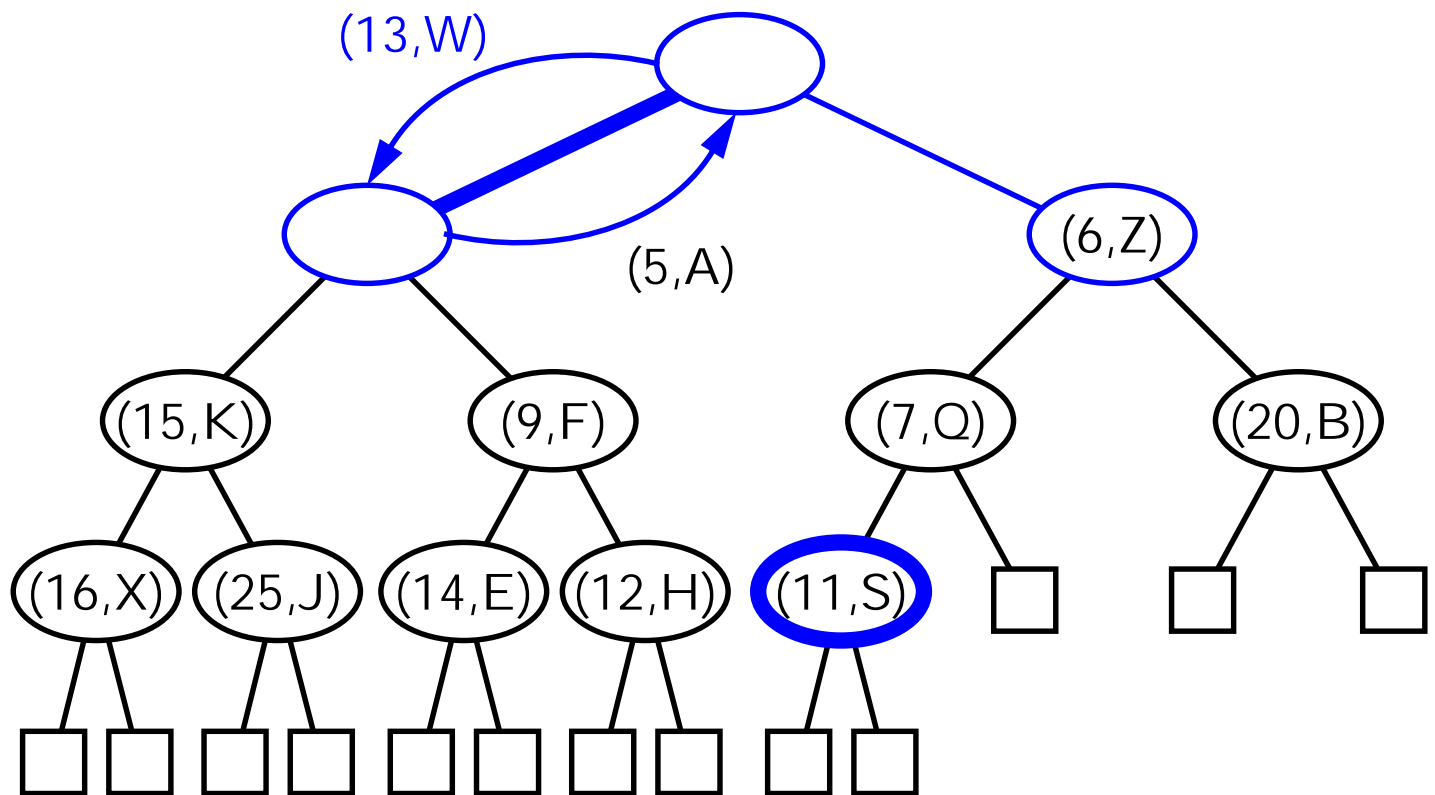 (13,W)
(6,Z)
(5,A)
(15,K)
(9,F)
(7,Q)
(20,B)
(16,X)
(25,J)
(14,E)
(12,H)
(11,S)